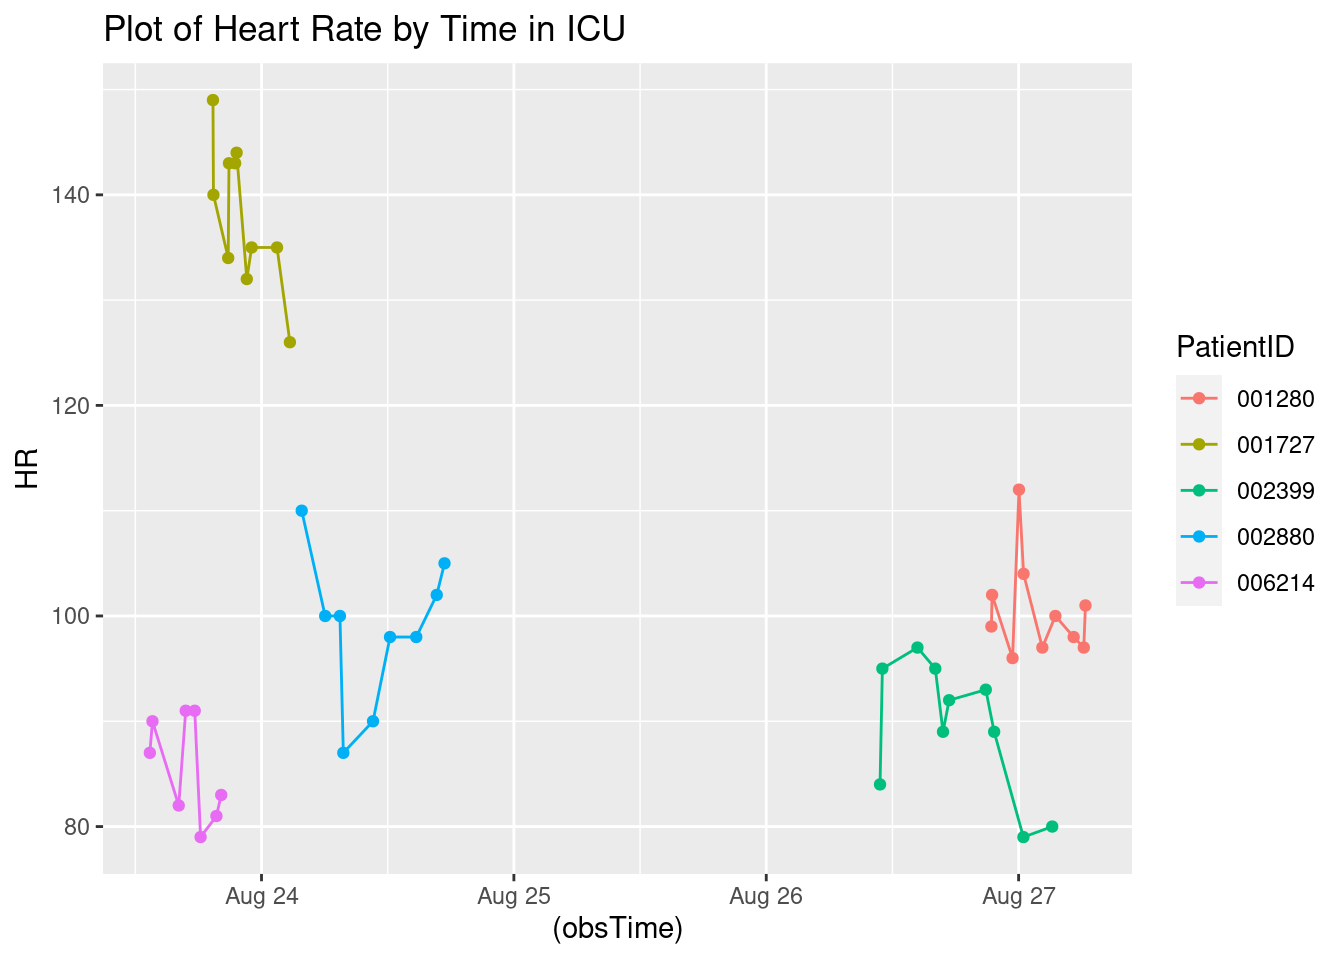 Plot of Heart Rate by Time in ICU
HR
140
120
100
80
Aug 24
Aug 25
Aug 26
Aug 27
(obsTime)
PatientID
001280
001727
002399
002880
006214